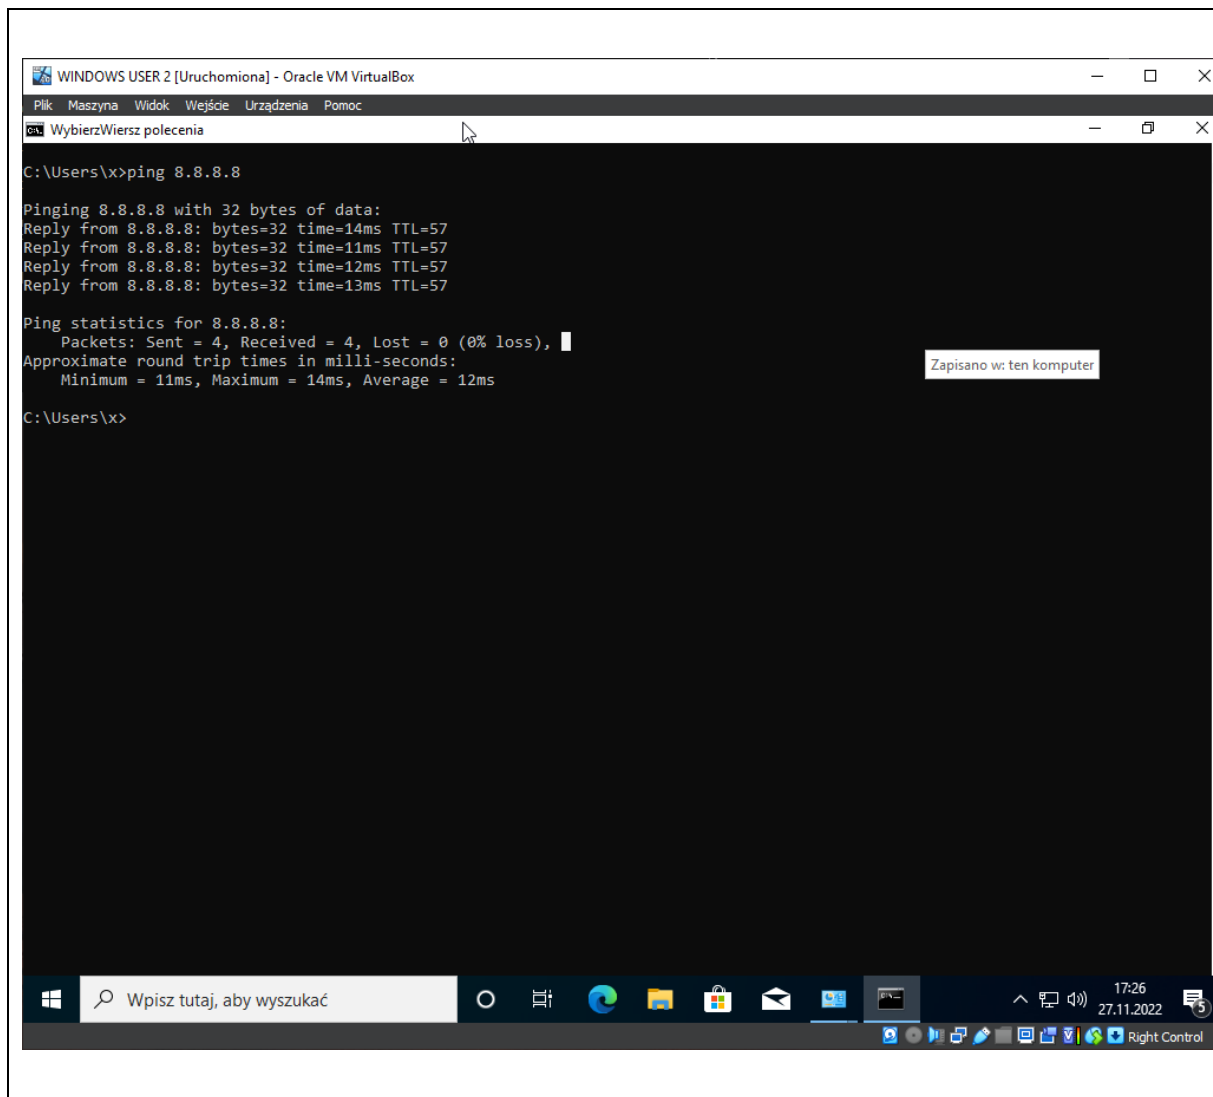 WINDOWS USER 2 [Uruchomiona] - Oracle VM VirtualBox
Plik Maszyna Widok Wejście Urządzenia Pomoc
WybierzWiersz polecenia
C:\Users\x>ping 8.8.8.8
Pinging 8.8.8.8 with 32 bytes of data:
Reply from 8.8.8.8: bytes=32 time=14ms TTL=57
Reply from 8.8.8.8: bytes=32 time=11ms TTL=57
Reply from 8.8.8.8: bytes=32 time=12ms TTL=57
Reply from 8.8.8.8: bytes=32 time=13ms TTL=57
Ping statistics for 8.8.8.8:
Packets: Sent = 4, Received = 4, Lost = 0 (0% loss),
Approximate round trip times in milli-seconds:
Minimum = 11ms, Maximum = 14ms, Average = 12ms
Zapisano w: ten komputer
C:\Users\x>
Wpisz tutaj, aby wyszukać
17:26
27.11.2022
5
Right Control